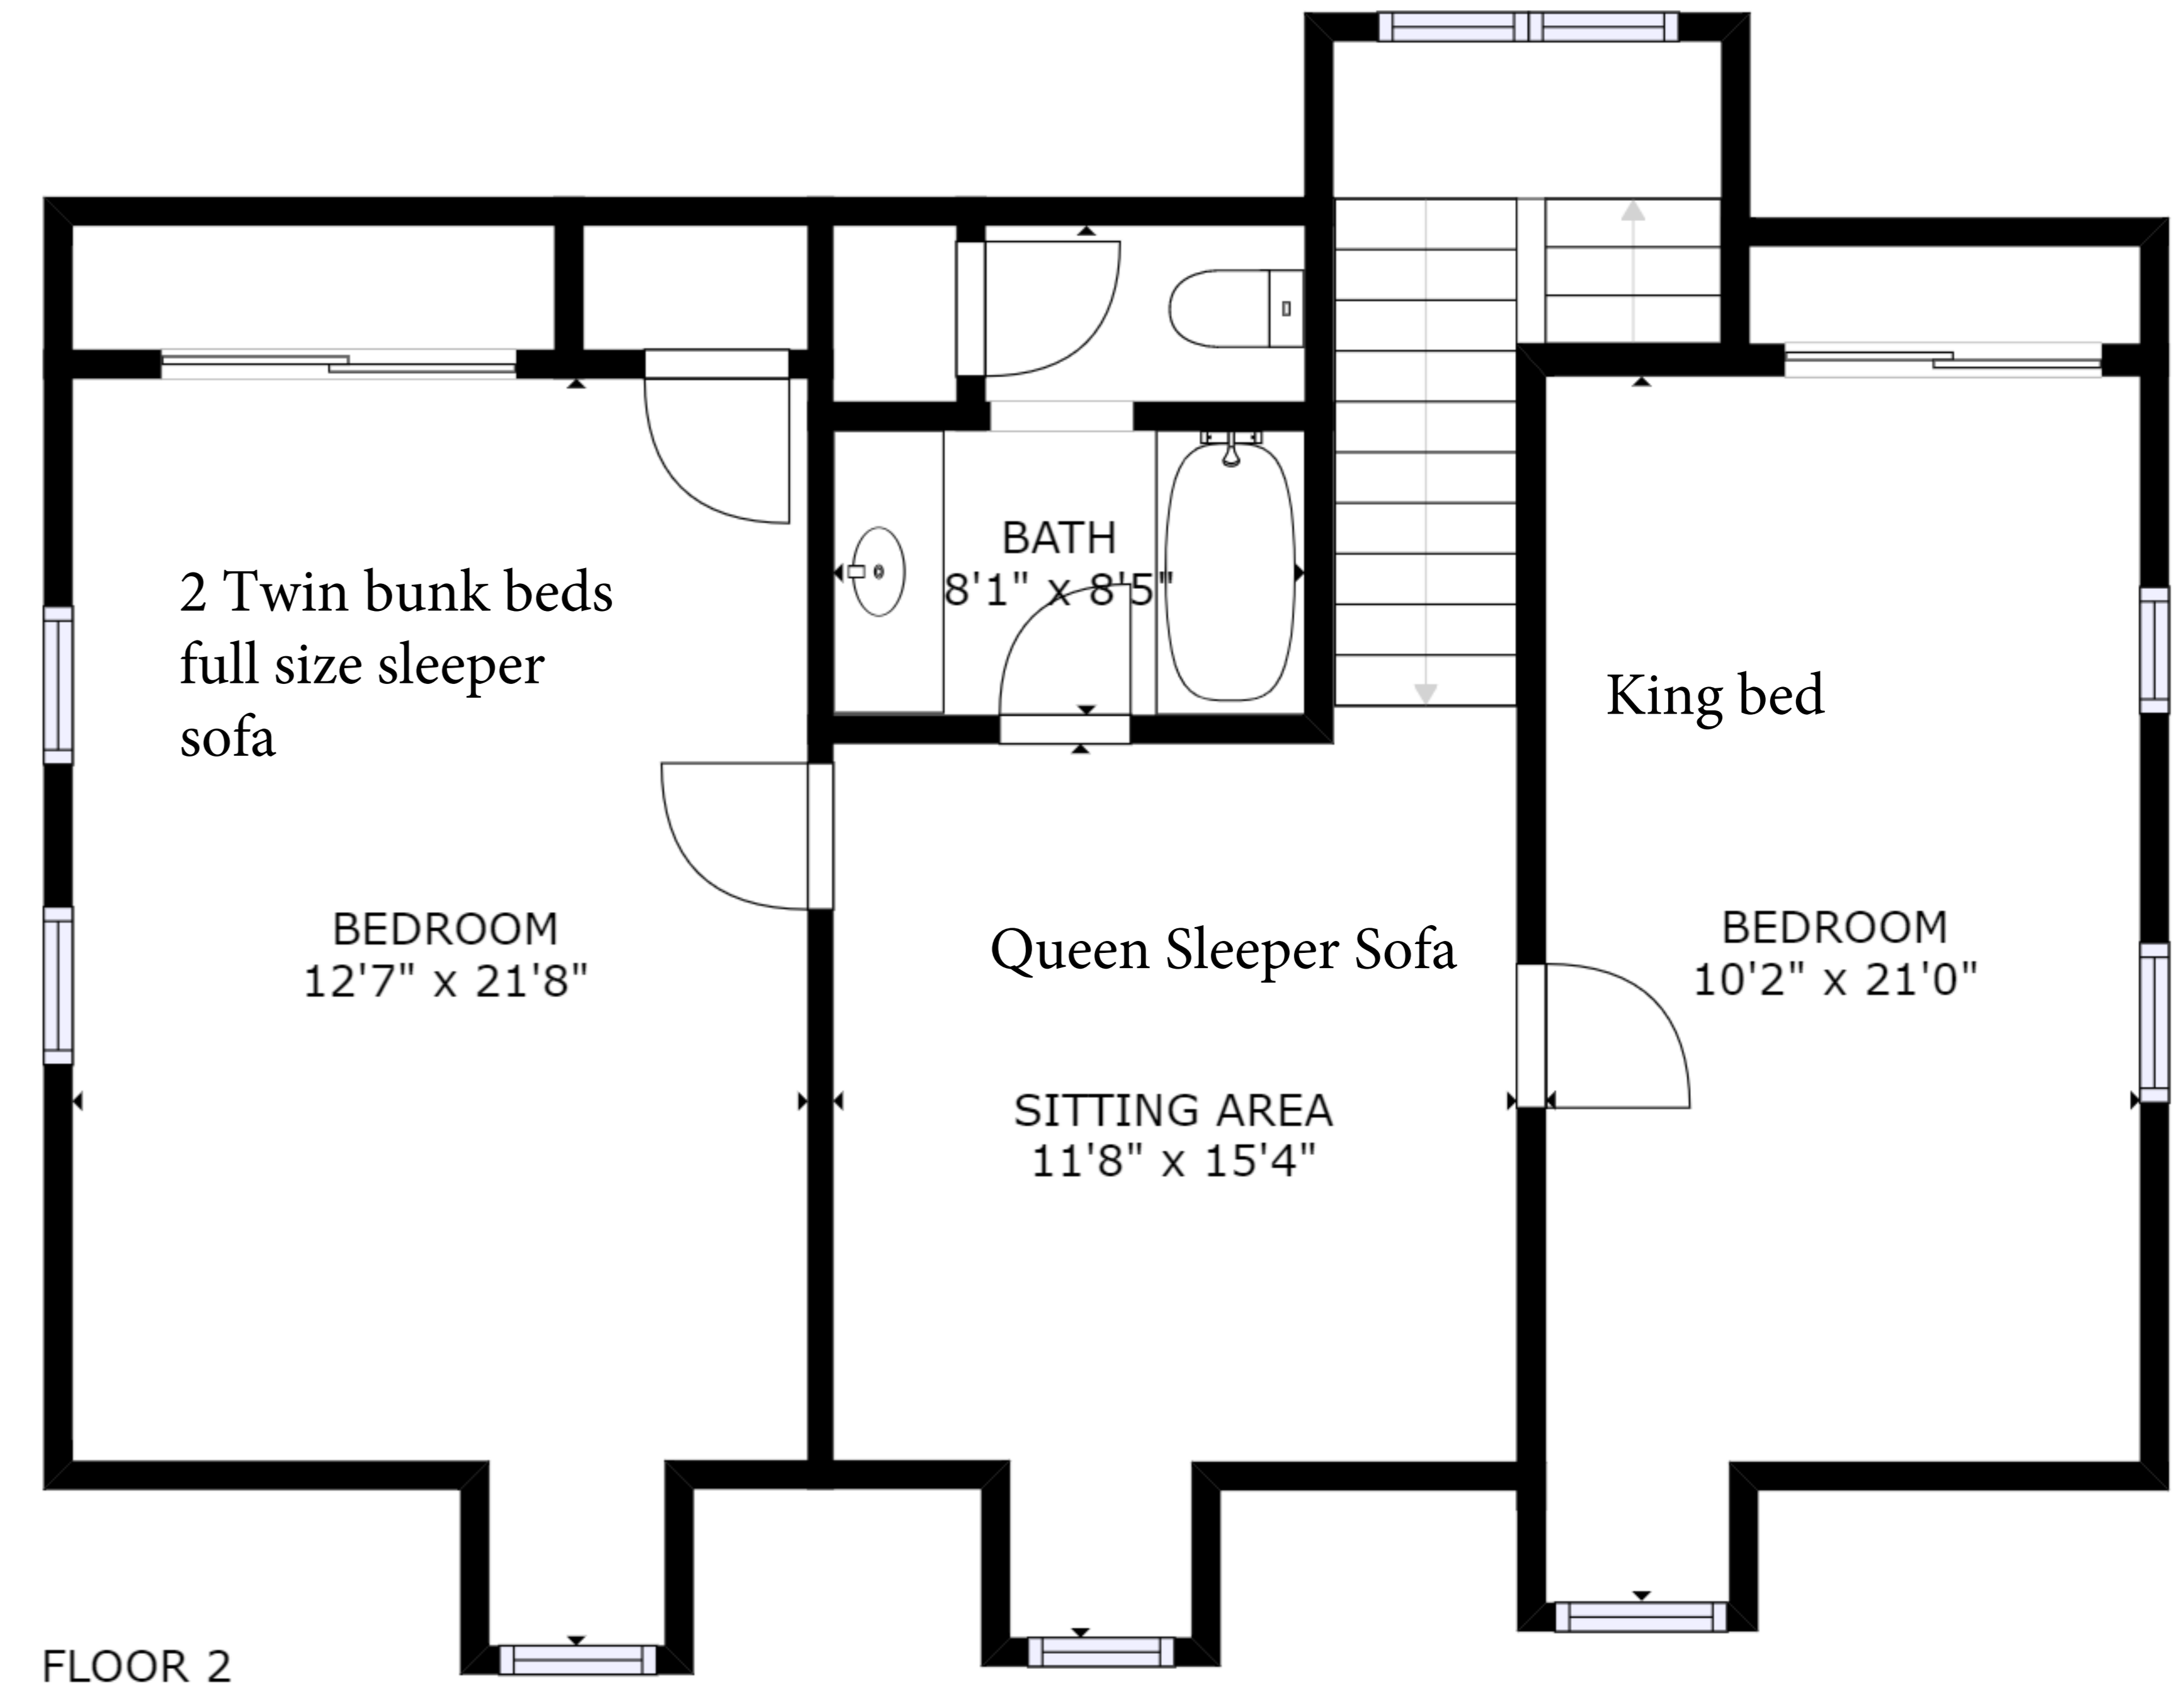 BATH
8'1" x 8'5"
2 Twin bunk beds
full size sleeper
sofa
King bed
BEDROOM
12'7" x 21'8"
Queen Sleeper Sofa
BEDROOM
10'2" x 21'0"
SITTING AREA
11'8" x 15'4"
FLOOR 2